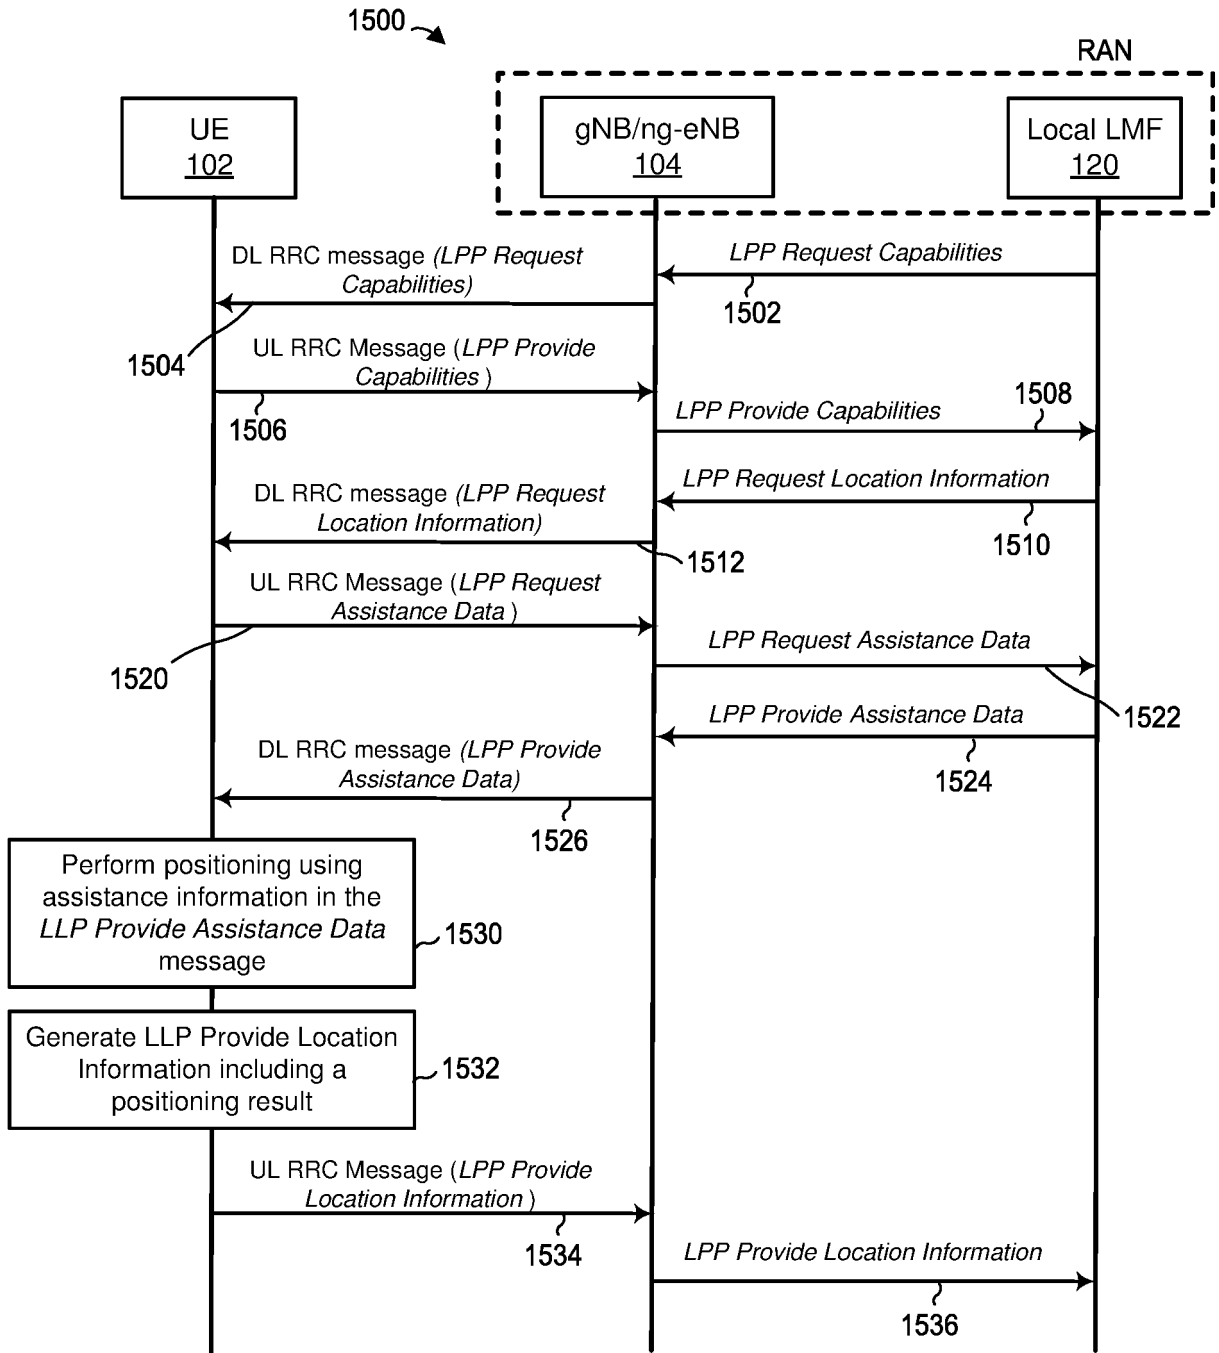 1500
RAN
UE
102
gNB/ng-eNB
104
Local LMF
120
LPP Request Capabilities
1502
DL RRC message (LPP Request
Capabilities)
1504
UL RRC Message (LPP Provide
Capabilities )
1506
1508
LPP Provide Capabilities
LPP Request Location Information
1510
DL RRC message (LPP Request
Location Information)
1512
UL RRC Message (LPP Request
Assistance Data )
1520
LPP Request Assistance Data
1522
LPP Provide Assistance Data
1524
DL RRC message (LPP Provide
Assistance Data)
1526
Perform positioning using
assistance information in the
LLP Provide Assistance Data
message
1530
Generate LLP Provide Location
Information including a
positioning result
1532
UL RRC Message (LPP Provide
Location Information )
1534
LPP Provide Location Information
1536